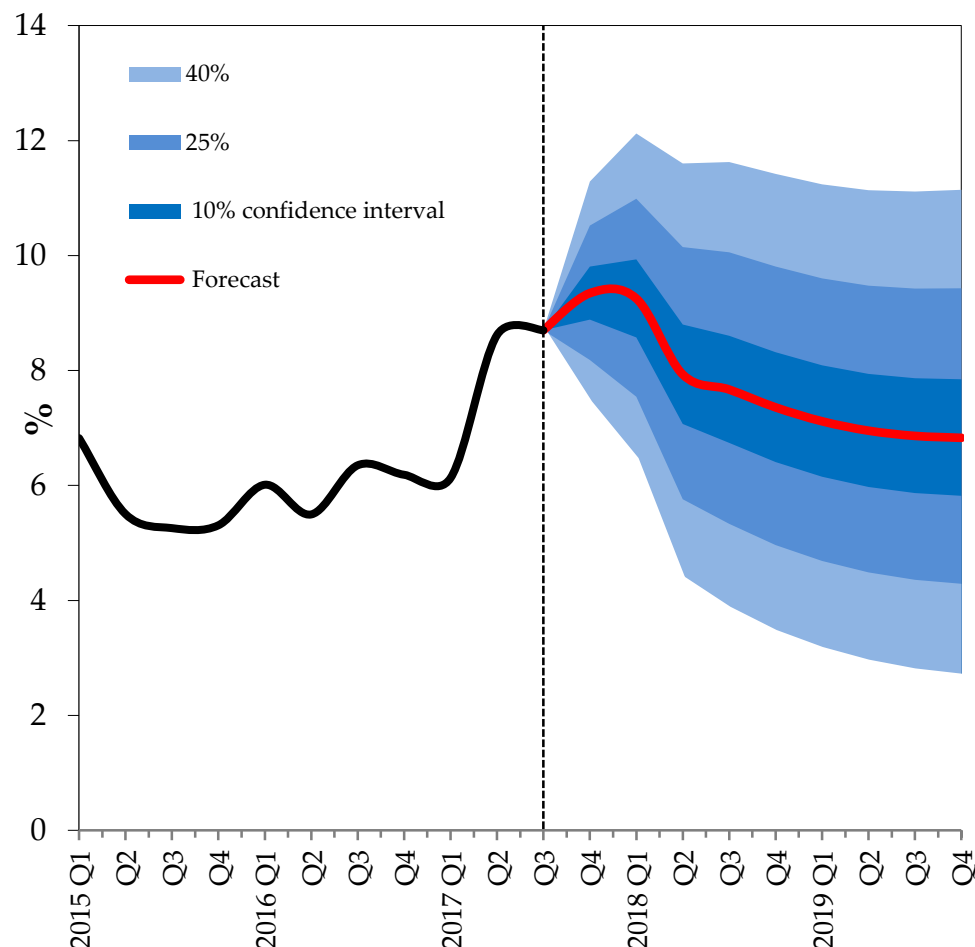 14
12
10
8
6
4
2
0
%
40%
25%
10% confidence interval
Forecast
2015 Q1
Q2
Q3
Q4
2016 Q1
Q2
Q3
Q4
2017 Q1
Q2
Q3
Q4
2018 Q1
Q2
Q3
Q4
2019 Q1
Q2
Q3
Q4